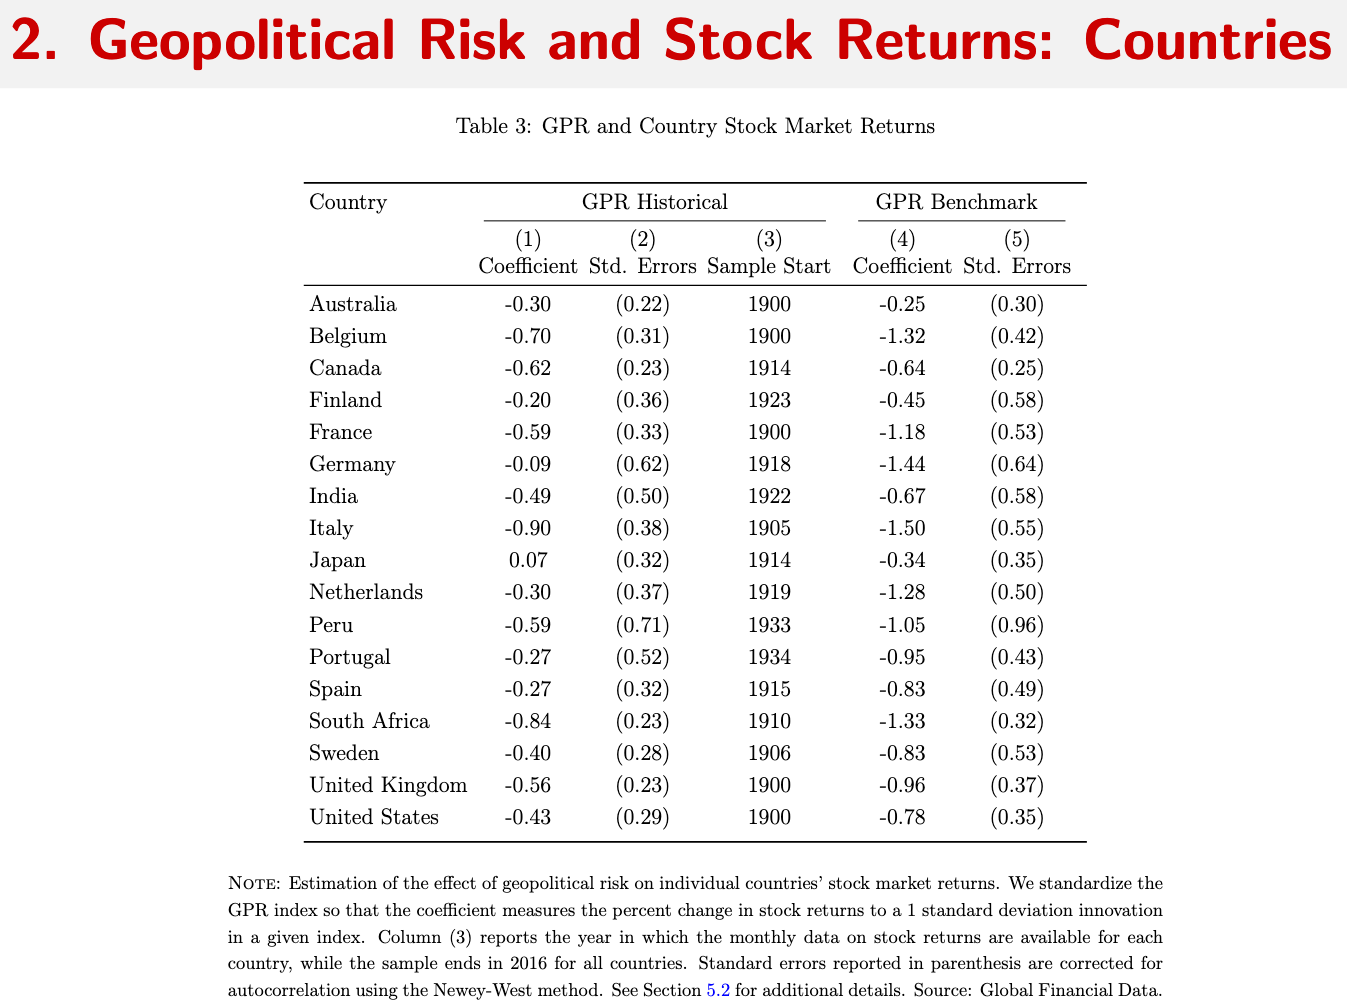 2. Geopolitical Risk and Stock Returns: Countries
Table 3: GPR and Country Stock Market Returns
Country GPR Historical GPR Benchmark
(1) (2) (3) (4) (5)
Coefficient Std. Errors Sample Start Coefficient Std. Errors
Australia -0.30 (0.22) 1900 -0.25 (0.30)
Belgium -0.70 (0.31) 1900 -1.32 (0.42)
Canada -0.62 (0.23) 1914 -0.64 (0.25)
Finland -0.20 (0.36) 1923 -0.45 (0.58)
France -0.59 (0.33) 1900 -1.18 (0.53)
Germany -0.09 (0.62) 1918 -1.44 (0.64)
India -0.49 (0.50) 1922 -0.67 (0.58)
Italy -0.90 (0.38) 1905 -1.50 (0.55)
Japan 0.07 (0.32) 1914 -0.34 (0.35)
Netherlands -0.30 (0.37) 1919 -1.28 (0.50)
Peru -0.59 (0.71) 1933 -1.05 (0.96)
Portugal -0.27 (0.52) 1934 -0.95 (0.43)
Spain -0.27 (0.32) 1915 -0.83 (0.49)
South Africa -0.84 (0.23) 1910 -1.33 (0.32)
Sweden -0.40 (0.28) 1906 -0.83 (0.53)
United Kingdom -0.56 (0.23) 1900 -0.96 (0.37)
United States -0.43 (0.29) 1900 -0.78 (0.35)
NOTE: Estimation of the effect of geopolitical risk on individual countries' stock market returns. We standardize the
GPR index so that the coefficient measures the percent change in stock returns to a 1 standard deviation innovation
in a given index. Column (3) reports the year in which the monthly data on stock returns are available for each
country, while the sample ends in 2016 for all countries. Standard errors reported in parenthesis are corrected for
autocorrelation using the Newey-West method. See Section 5.2 for additional details. Source: Global Financial Data.